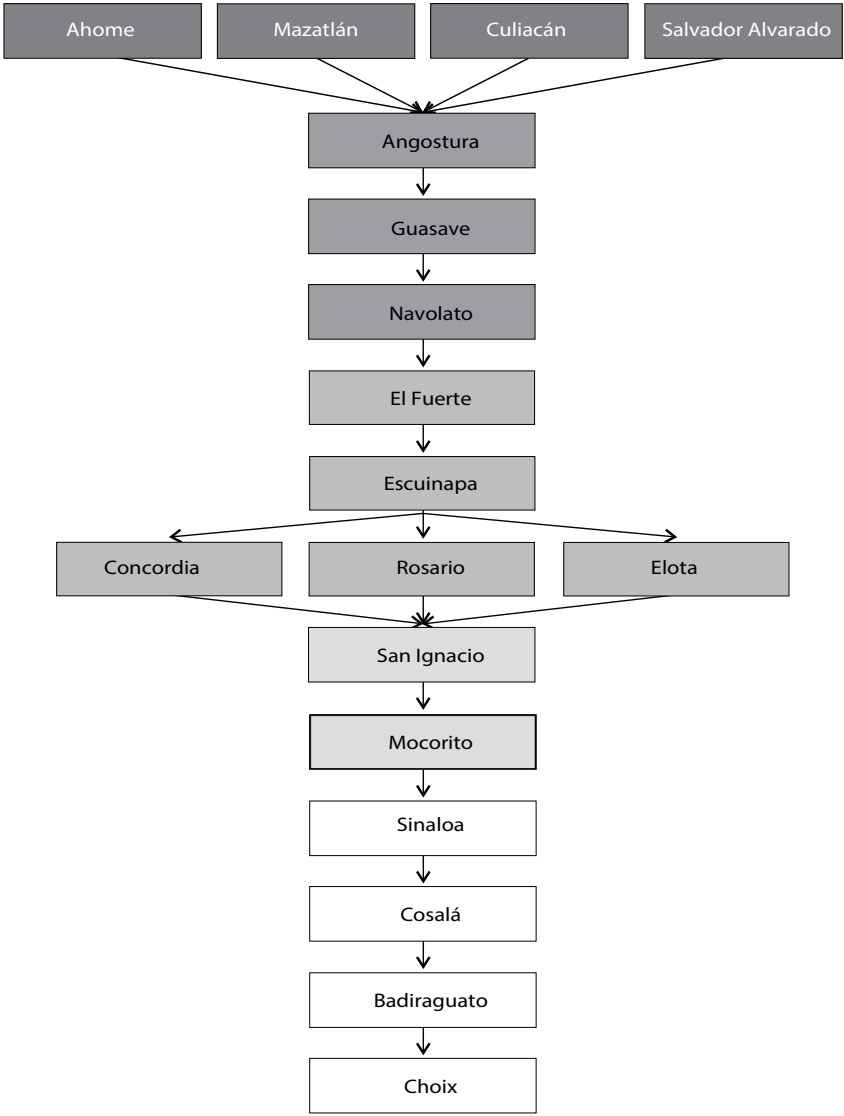 Ahome
Mazatlán
Culiacán
Salvador Alvarado
Angostura
Guasave
Navolato
El Fuerte
Escuinapa
Concordia
Rosario
Elota
San Ignacio
Mocorito
Sinaloa
Cosalá
Badiraguato
Choix